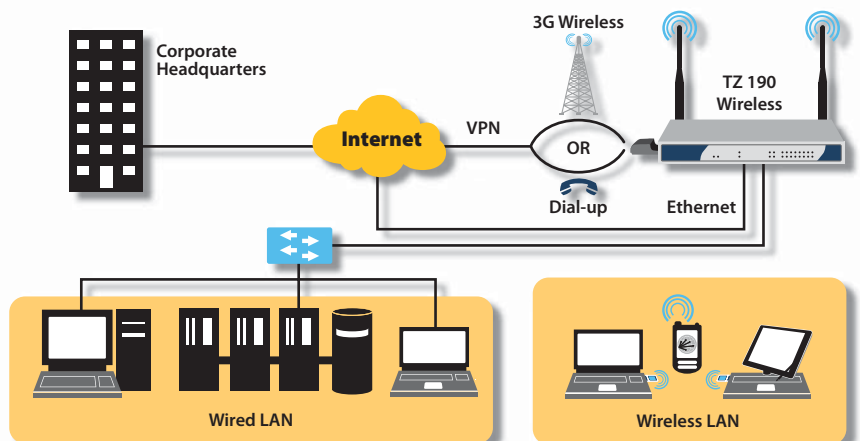 3G Wireless
Corporate
Headquarters
TZ 190
Wireless
Internet
VPN
OR
Dial-up
Ethernet
Wired LAN
Wireless LAN